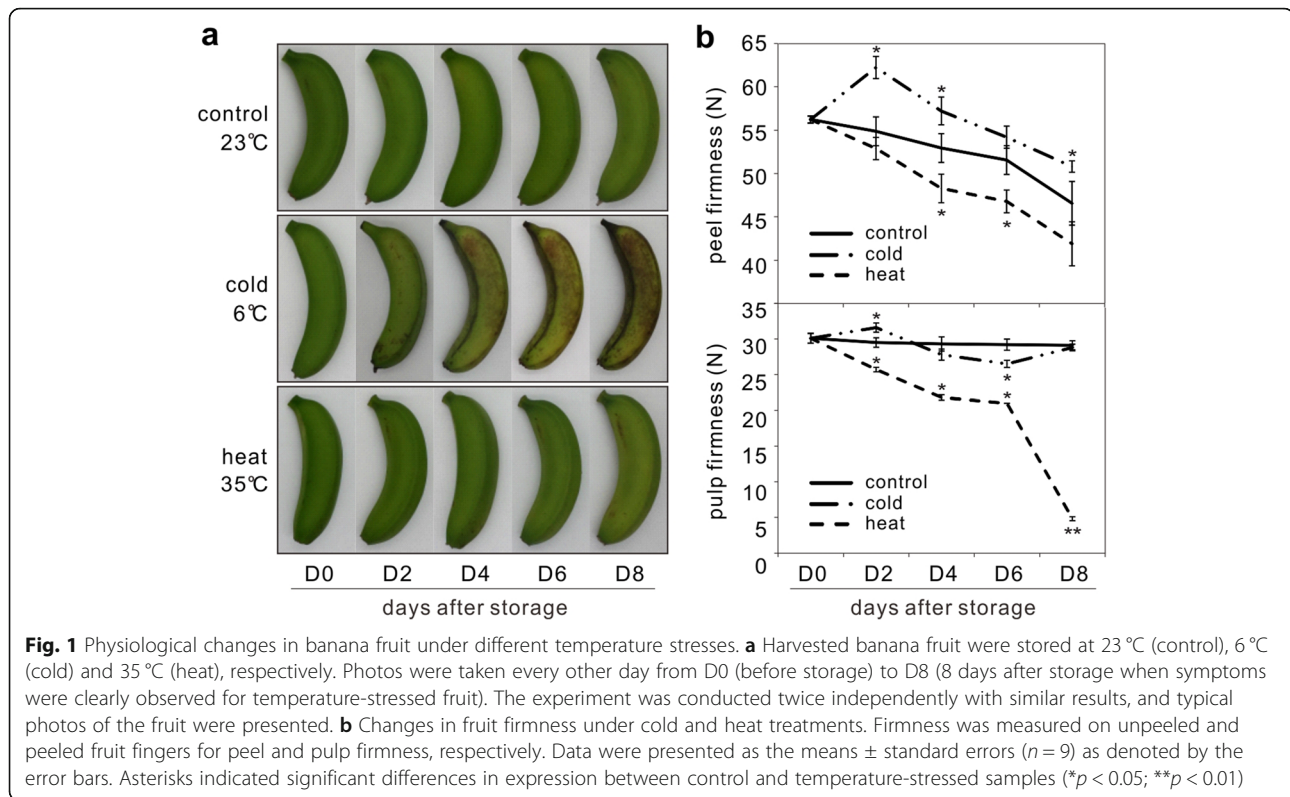 a
control
23℃
cold
6℃
heat
35℃
D0 D2 D4 D6 D8
days after storage
b
65
60
55
50
45
40
peel firmness (N)
* * *
* *
control
cold
heat
35
30
20
10
5
0
pulp firmness (N)
*
* * *
*
**
control
cold
heat
D0 D2 D4 D6 D8
days after storage
Fig. 1 Physiological changes in banana fruit under different temperature stresses. a Harvested banana fruit were stored at 23 °C (control), 6 °C
(cold) and 35 °C (heat), respectively. Photos were taken every other day from D0 (before storage) to D8 (8 days after storage when symptoms
were clearly observed for temperature-stressed fruit). The experiment was conducted twice independently with similar results, and typical
photos of the fruit were presented. b Changes in fruit firmness under cold and heat treatments. Firmness was measured on unpeeled and
peeled fruit fingers for peel and pulp firmness, respectively. Data were presented as the means ± standard errors (n = 9) as denoted by the
error bars. Asterisks indicated significant differences in expression between control and temperature-stressed samples (*p < 0.05; **p < 0.01)